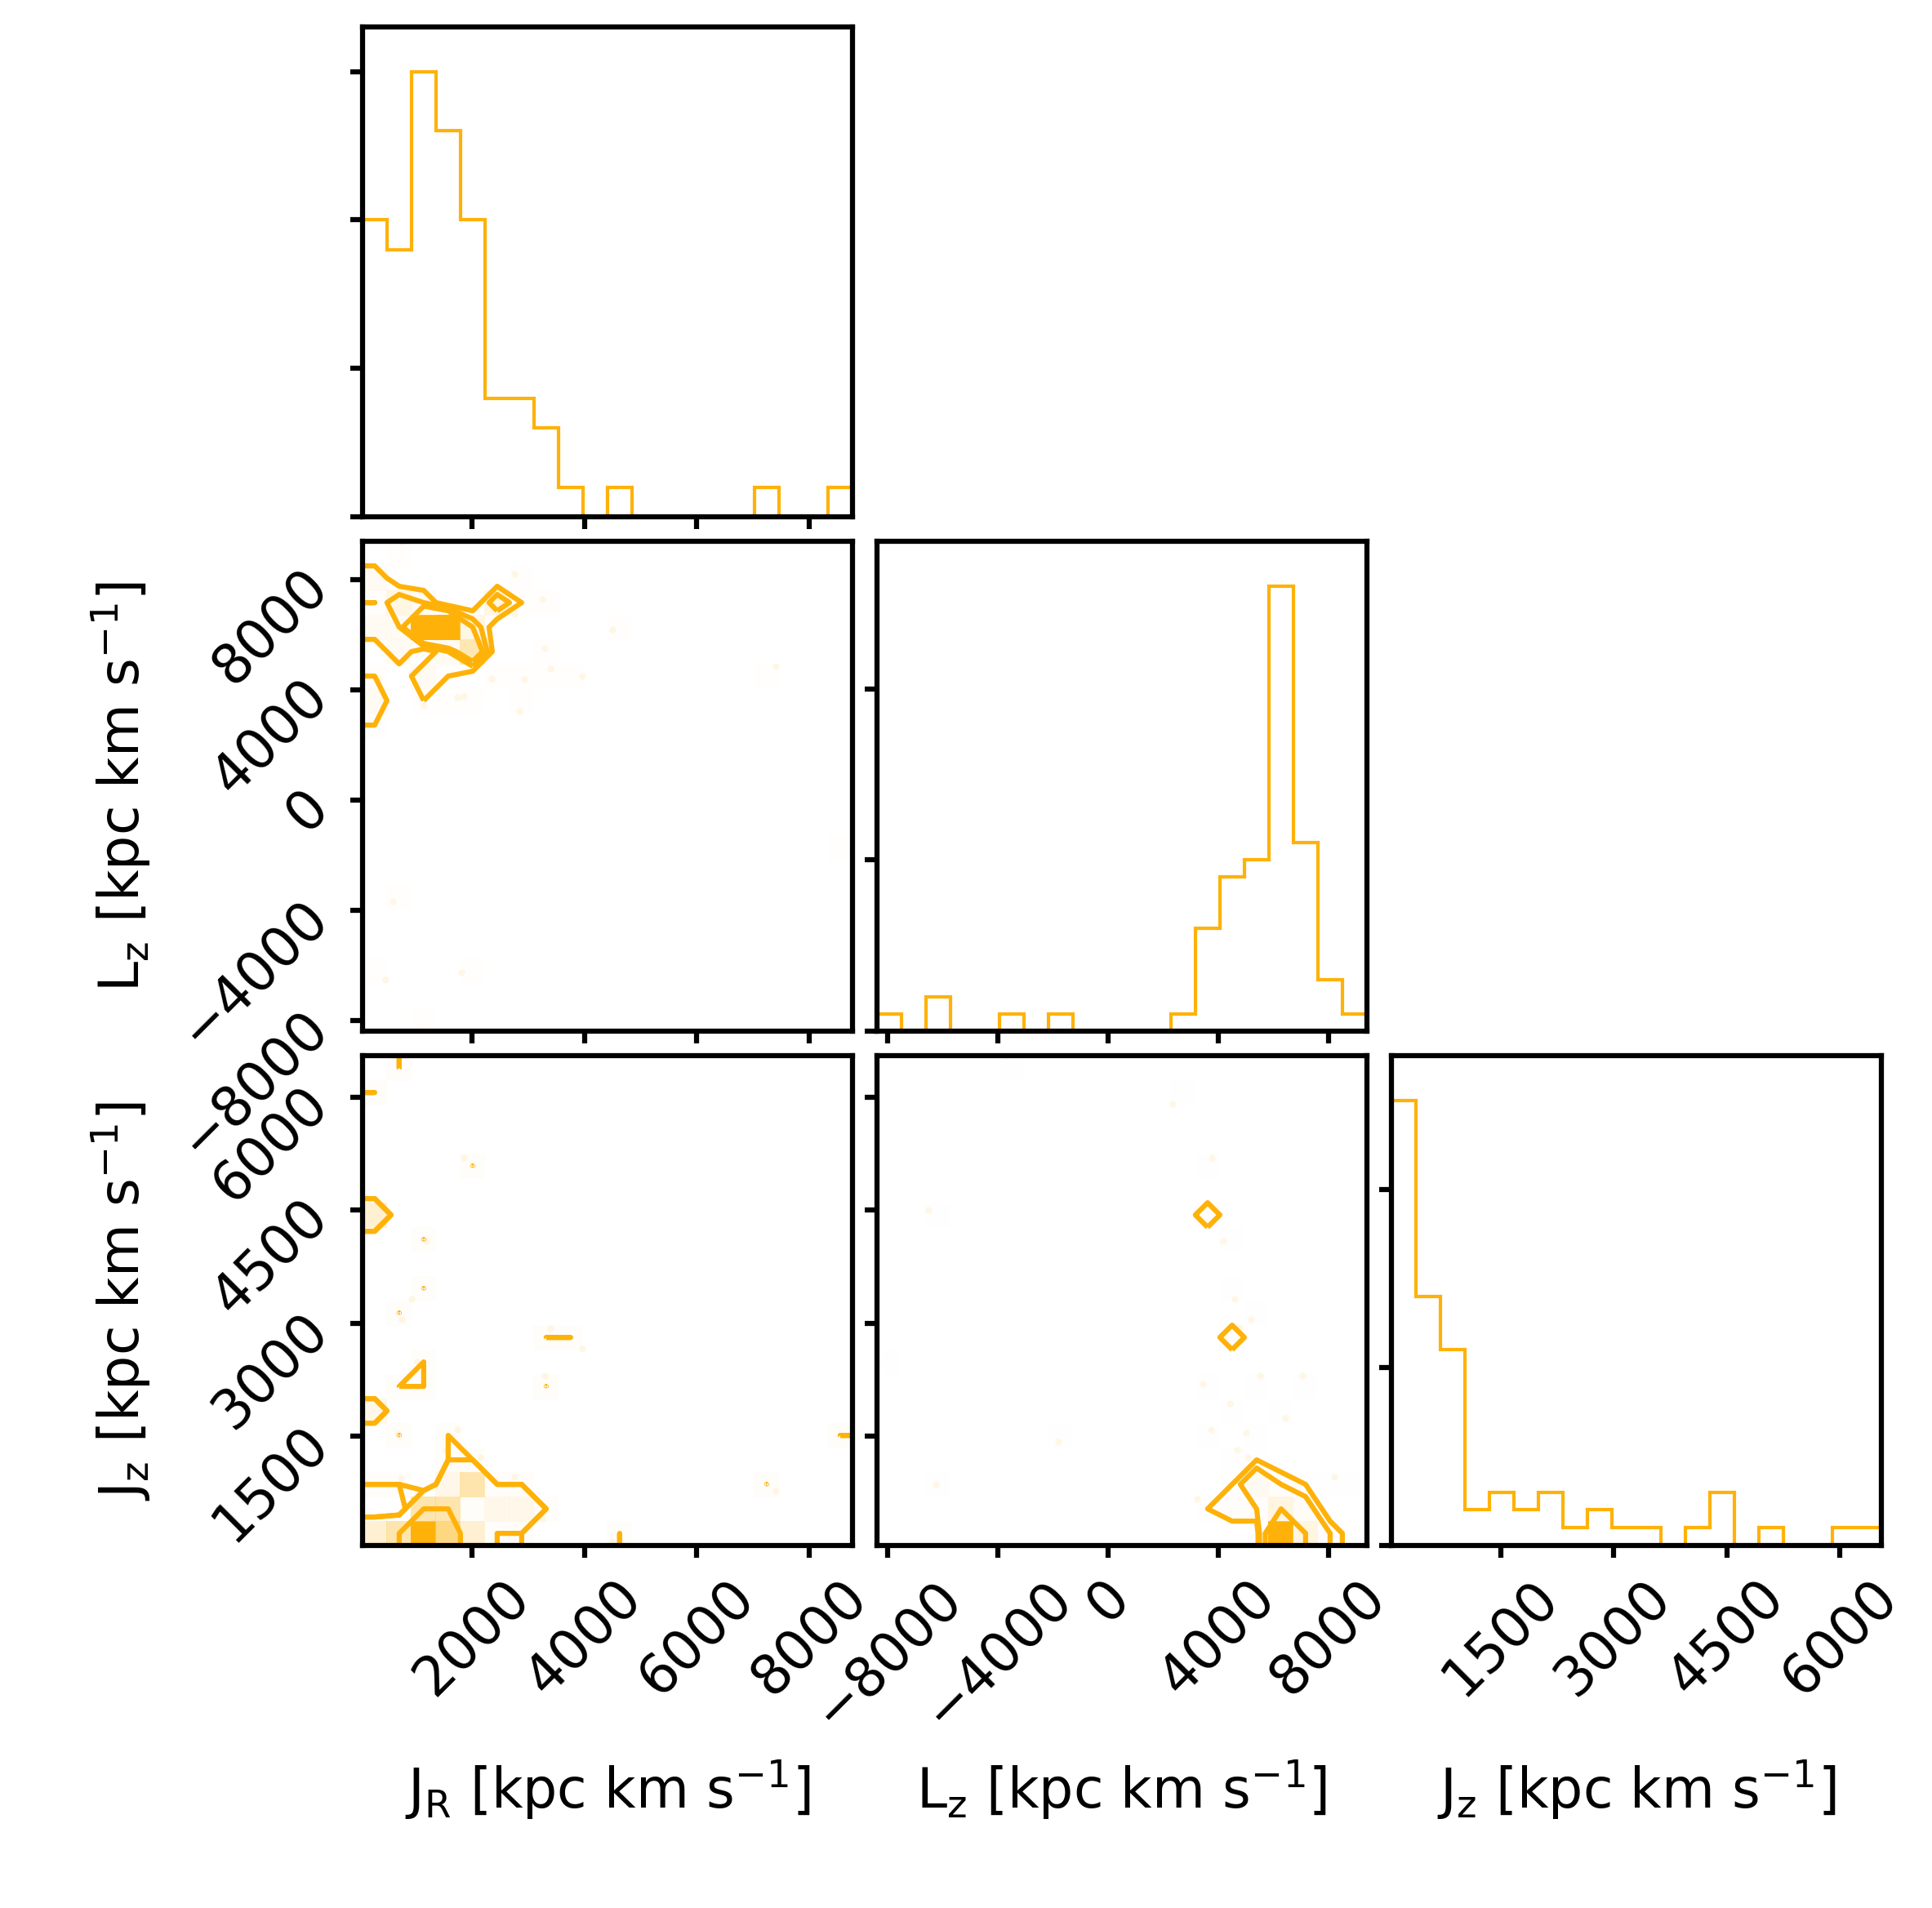 L_z [kpc km s⁻¹]
8000
4000
0
−4000
−8000
J_z [kpc km s⁻¹]
6000
4500
3000
1500
2000 4000 6000 8000
−8000 −4000 0 4000 8000
1500 3000 4500 6000
J_R [kpc km s⁻¹]
L_z [kpc km s⁻¹]
J_z [kpc km s⁻¹]